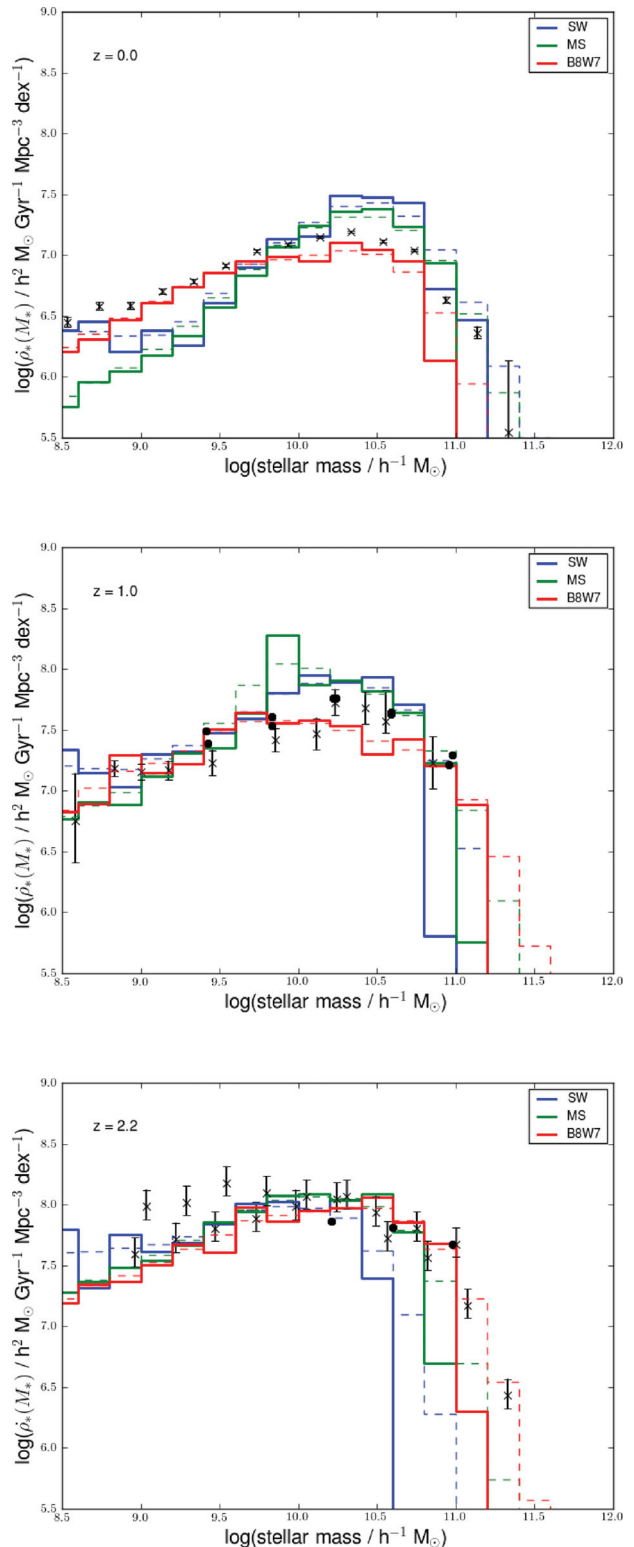 z = 0.0
SW
MS
B8W7
9.0
8.5
8.0
7.5
7.0
6.5
6.0
5.5
log(ρ̇*(M*) / h² M⊙ Gyr⁻¹ Mpc⁻³ dex⁻¹)
8.5 9.0 9.5 10.0 10.5 11.0 11.5 12.0
log(stellar mass / h⁻¹ M⊙)
z = 1.0
SW
MS
B8W7
9.0
8.5
8.0
7.5
7.0
6.5
6.0
5.5
log(ρ̇*(M*) / h² M⊙ Gyr⁻¹ Mpc⁻³ dex⁻¹)
8.5 9.0 9.5 10.0 10.5 11.0 11.5 12.0
log(stellar mass / h⁻¹ M⊙)
z = 2.2
SW
MS
B8W7
9.0
8.5
8.0
7.5
7.0
6.5
6.0
5.5
log(ρ̇*(M*) / h² M⊙ Gyr⁻¹ Mpc⁻³ dex⁻¹)
8.5 9.0 9.5 10.0 10.5 11.0 11.5 12.0
log(stellar mass / h⁻¹ M⊙)